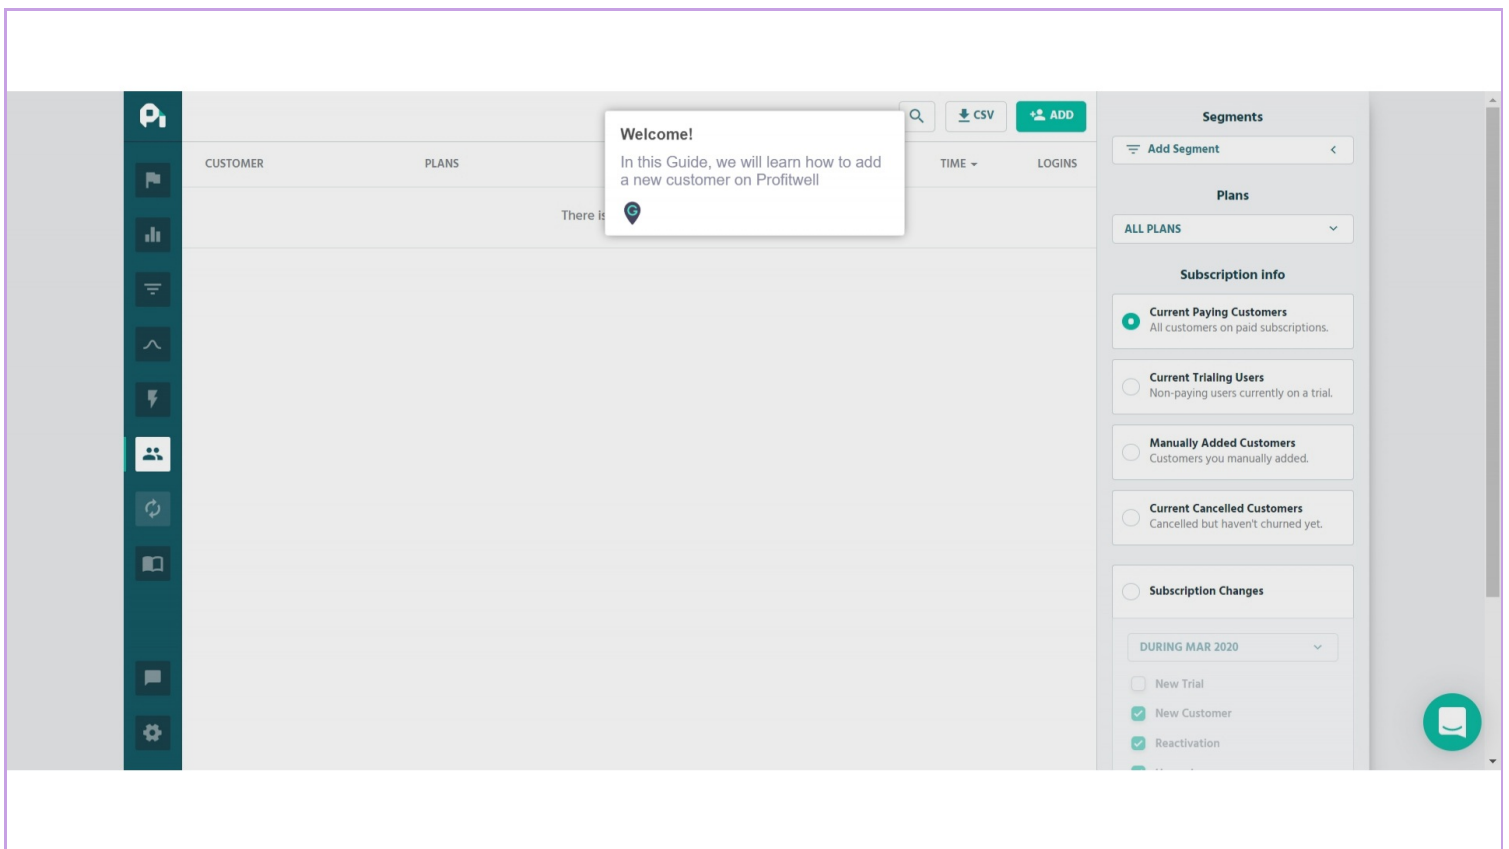 CSV
ADD
Welcome!
In this Guide, we will learn how to add
a new customer on Profitwell
CUSTOMER
PLANS
TIME
LOGINS
There is
Segments
Add Segment
Plans
ALL PLANS
Subscription info
Current Paying Customers
All customers on paid subscriptions.
Current Trialing Users
Non-paying users currently on a trial.
Manually Added Customers
Customers you manually added.
Current Cancelled Customers
Cancelled but haven't churned yet.
Subscription Changes
DURING MAR 2020
New Trial
New Customer
Reactivation